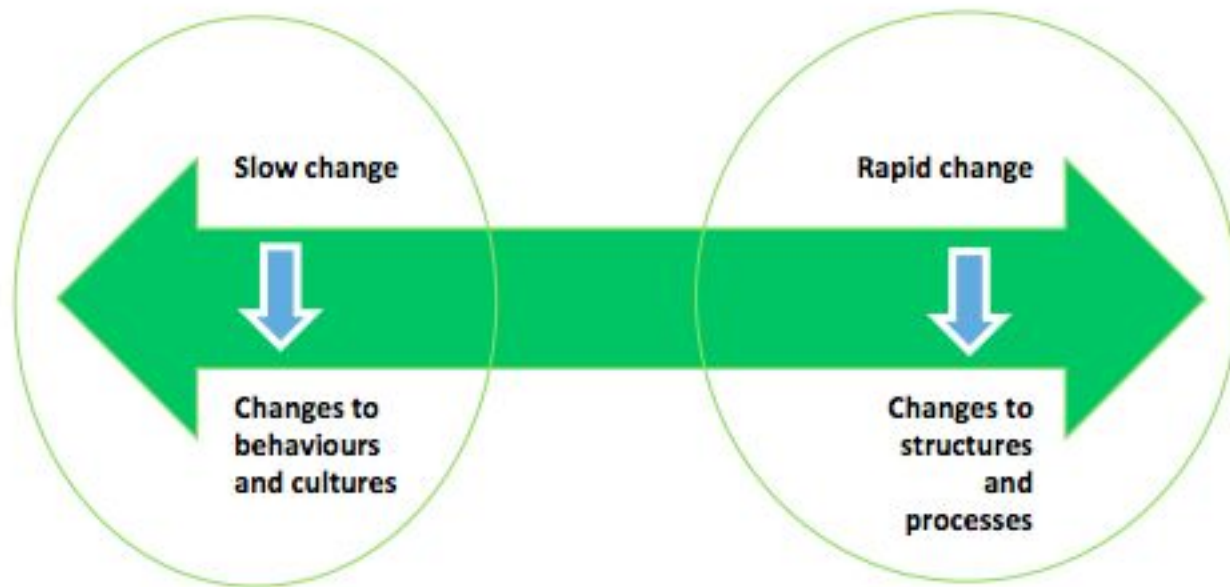 Slow change
Changes to
behaviours
and cultures
Rapid change
Changes to
structures
and
processes